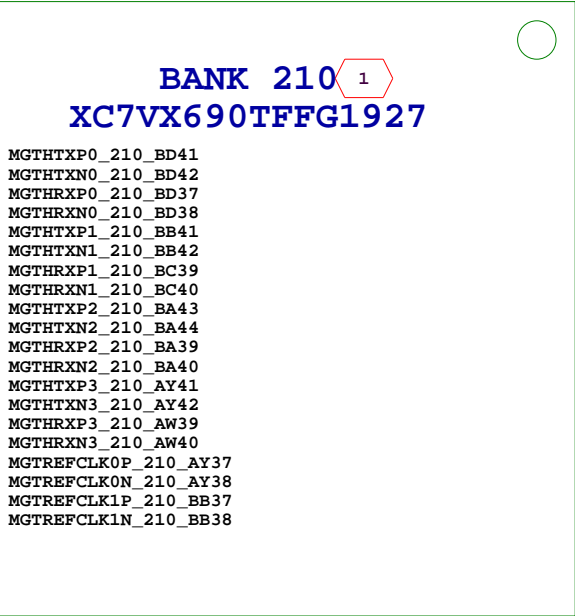 BANK 210 1
XC7VX690TFFG1927
MGTHTXP0_210_BD41
MGTHTXN0_210_BD42
MGTHRXP0_210_BD37
MGTHRXN0_210_BD38
MGTHTXP1_210_BB41
MGTHTXN1_210_BB42
MGTHRXP1_210_BC39
MGTHRXN1_210_BC40
MGTHTXP2_210_BA43
MGTHTXN2_210_BA44
MGTHRXP2_210_BA39
MGTHRXN2_210_BA40
MGTHTXP3_210_AY41
MGTHTXN3_210_AY42
MGTHRXP3_210_AW39
MGTHRXN3_210_AW40
MGTREFCLK0P_210_AY37
MGTREFCLK0N_210_AY38
MGTREFCLK1P_210_BB37
MGTREFCLK1N_210_BB38